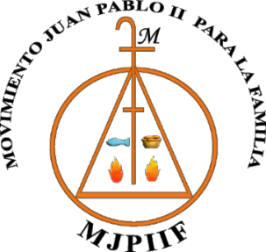 MOVIMIENTO JUAN PABLO II PARA LA FAMILIA
M
MJPIIF